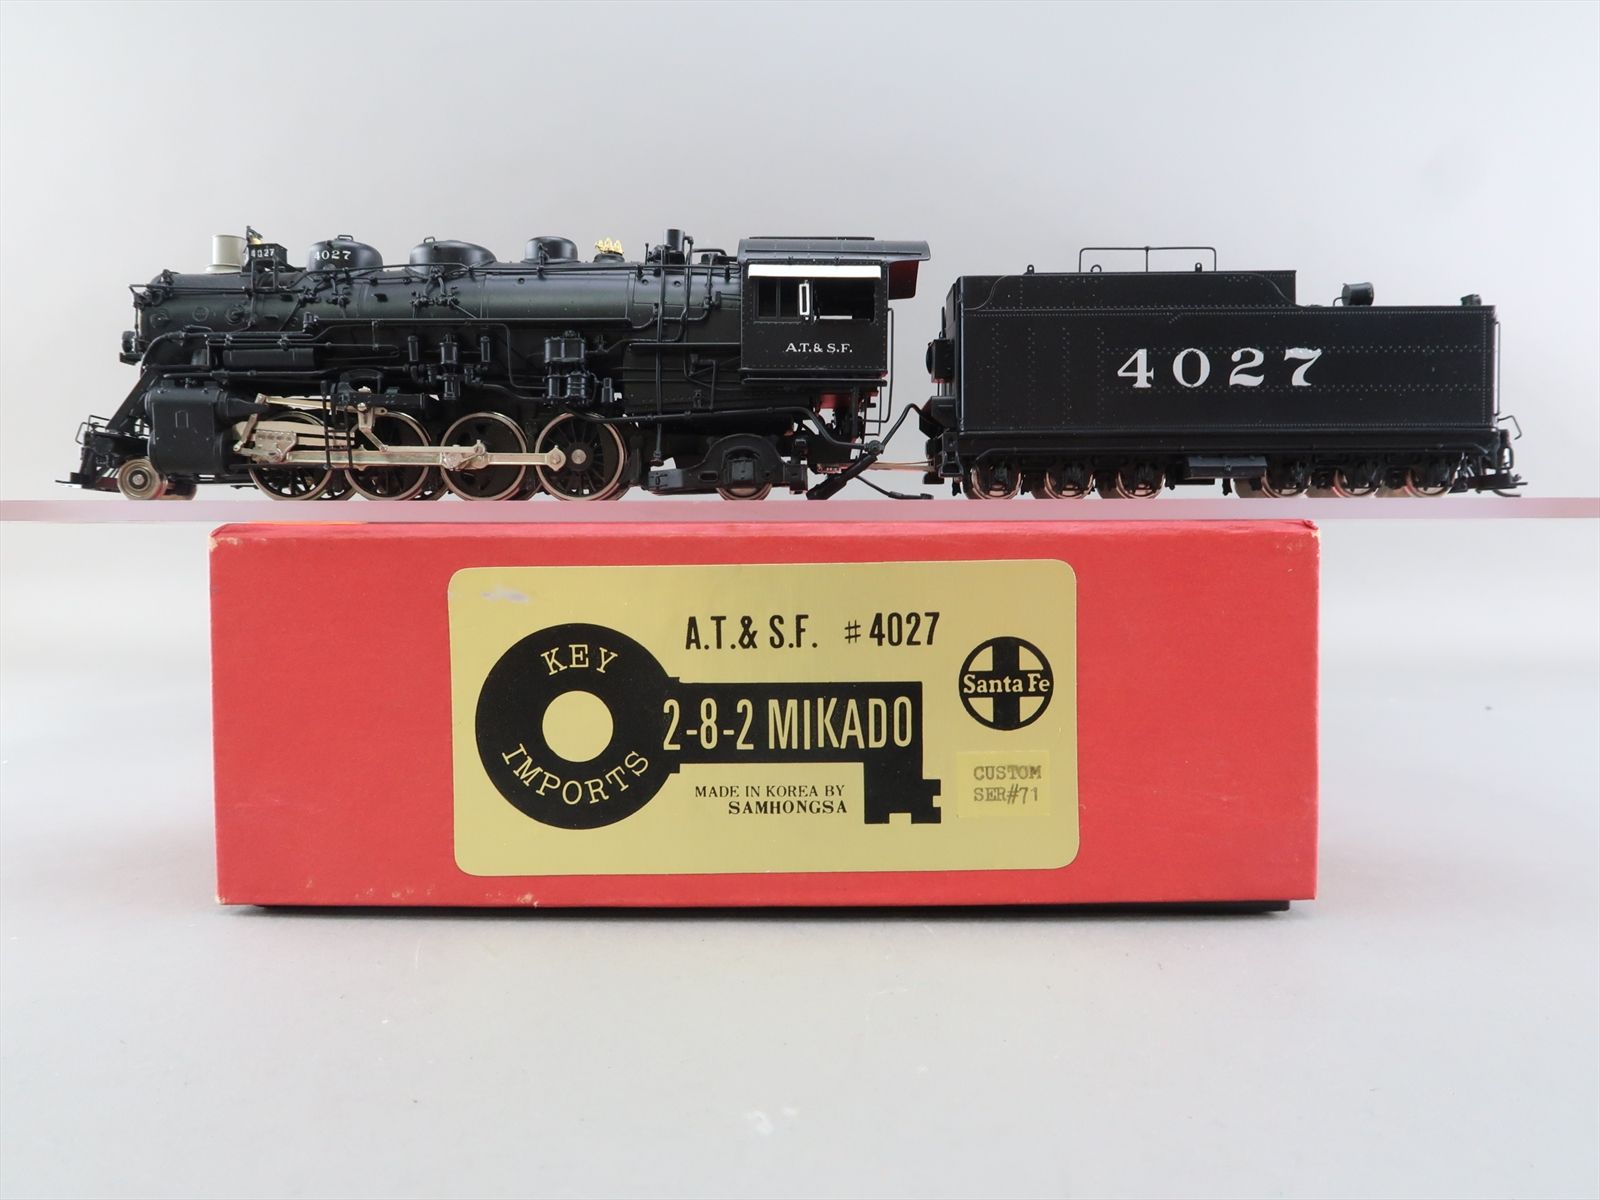 4027
4027
A.T.& S.F.
4027
A.T.& S.F. #4027
KEY
IMPORTS
2-8-2 MIKADO
Santa Fe
MADE IN KOREA BY
SAMHONGSA
CUSTOM
SER#71